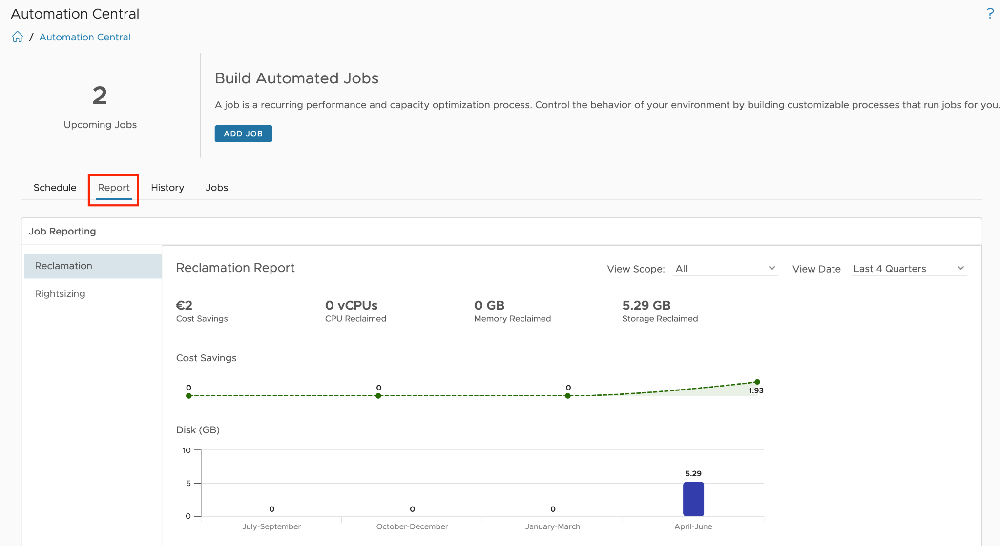 Automation Central
?
/ Automation Central
2
Upcoming Jobs
Build Automated Jobs
A job is a recurring performance and capacity optimization process. Control the behavior of your environment by building customizable processes that run jobs for you.
ADD JOB
Schedule Report History Jobs
Job Reporting
Reclamation
Rightsizing
Reclamation Report
View Scope: All
View Date Last 4 Quarters
€2 0 vCPUs 0 GB 5.29 GB
Cost Savings CPU Reclaimed Memory Reclaimed Storage Reclaimed
Cost Savings
0 0 0 1.93
Disk (GB)
10
5
0
0 0 0 5.29
July-September October-December January-March April-June